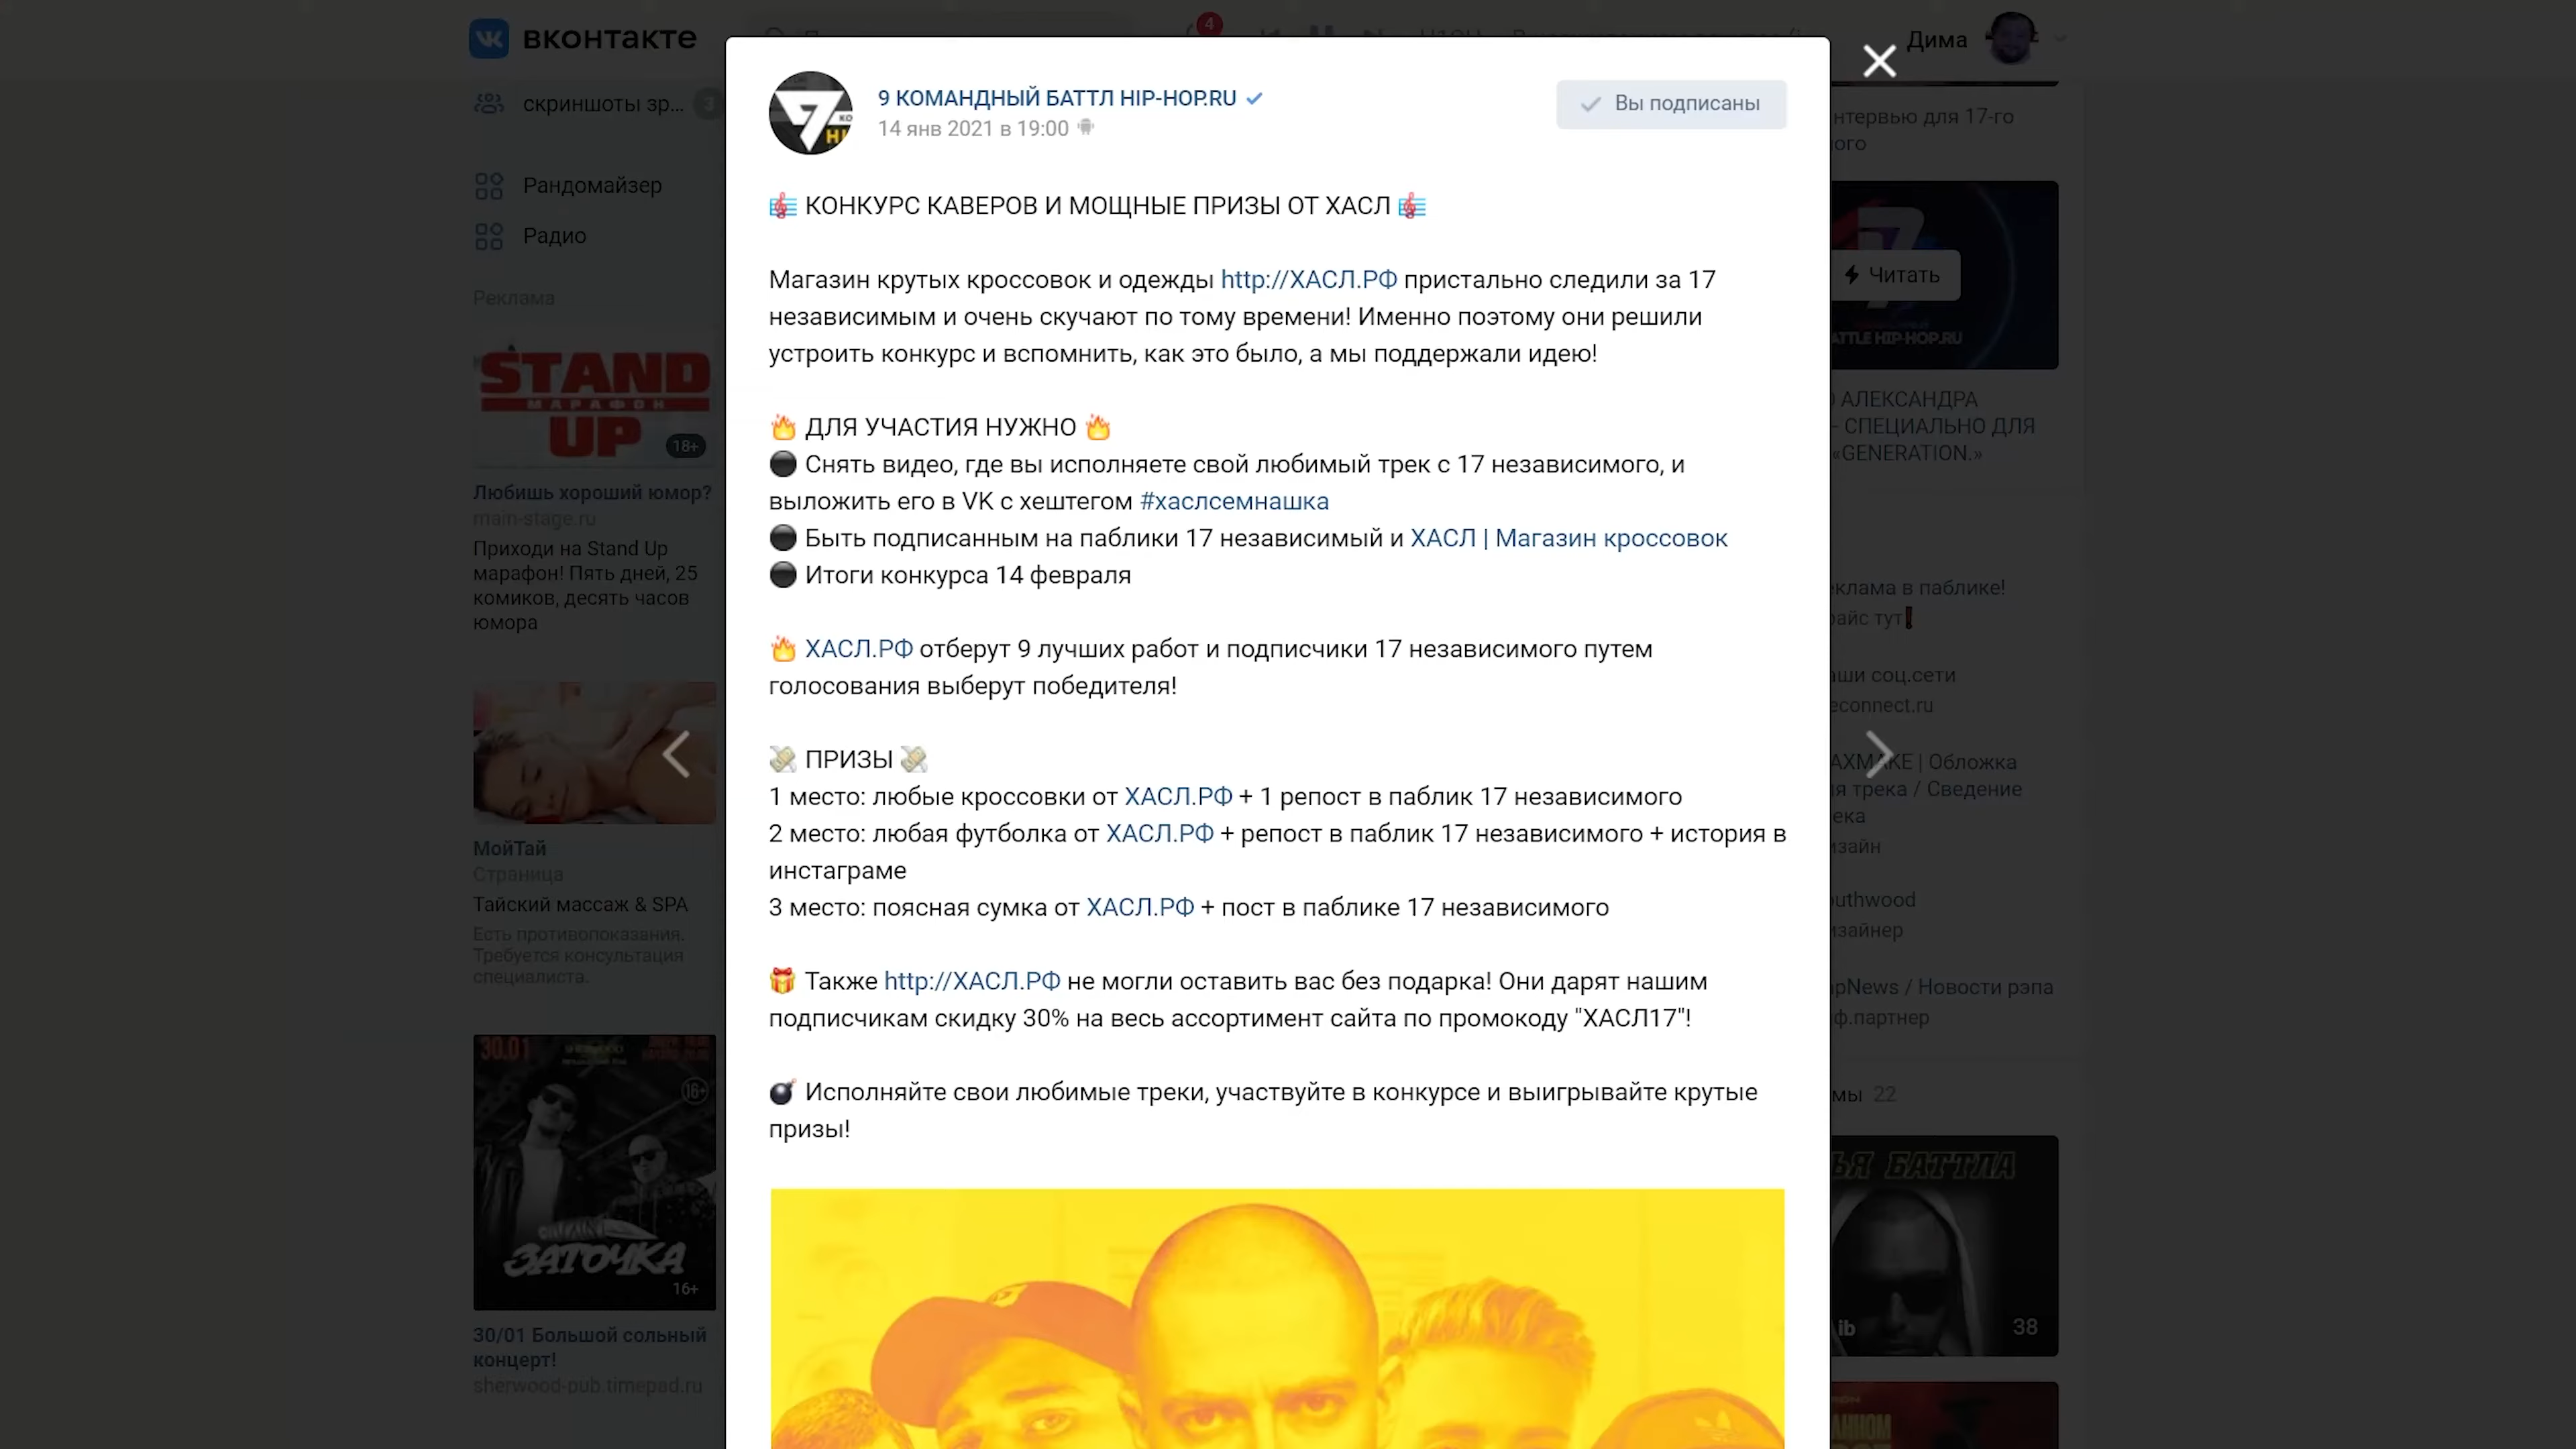 вконтакте
4
Дима
скриншоты зр... 3
Рандомайзер
Радио
Реклама
STAND
МАРАФОН
UP
18+
Любишь хороший юмор?
main-stage.ru
Приходи на Stand Up
марафон! Пять дней, 25
комиков, десять часов
юмора
МойТай
Страница
Тайский массаж & SPA
Есть противопоказания.
Требуется консультация
специалиста.
30.01
16+
ЗАТОЧКА
16+
30/01 Большой сольный
концерт!
sherwood-pub.timepad.ru
9 КОМАНДНЫЙ БАТТЛ HIP-HOP.RU
14 янв 2021 в 19:00
Вы подписаны
КОНКУРС КАВЕРОВ И МОЩНЫЕ ПРИЗЫ ОТ ХАСЛ
Магазин крутых кроссовок и одежды http://ХАСЛ.РФ пристально следили за 17
независимым и очень скучают по тому времени! Именно поэтому они решили
устроить конкурс и вспомнить, как это было, а мы поддержали идею!
ДЛЯ УЧАСТИЯ НУЖНО
Снять видео, где вы исполняете свой любимый трек с 17 независимого, и
выложить его в VK с хештегом #хаслсемнашка
Быть подписанным на паблики 17 независимый и ХАСЛ | Магазин кроссовок
Итоги конкурса 14 февраля
ХАСЛ.РФ отберут 9 лучших работ и подписчики 17 независимого путем
голосования выберут победителя!
ПРИЗЫ
1 место: любые кроссовки от ХАСЛ.РФ + 1 репост в паблик 17 независимого
2 место: любая футболка от ХАСЛ.РФ + репост в паблик 17 независимого + история в
инстаграме
3 место: поясная сумка от ХАСЛ.РФ + пост в паблике 17 независимого
Также http://ХАСЛ.РФ не могли оставить вас без подарка! Они дарят нашим
подписчикам скидку 30% на весь ассортимент сайта по промокоду "ХАСЛ17"!
Исполняйте свои любимые треки, участвуйте в конкурсе и выигрывайте крутые
призы!
нтервью для 17-го
ого
Читать
ATTLE HIP-HOP.RU
АЛЕКСАНДРА
- СПЕЦИАЛЬНО ДЛЯ
«GENERATION.»
клама в паблике!
райс тут
аши соц.сети
econnect.ru
AXMAKE | Обложка
я трека / Сведение
ека
изайн
outhwood
изайнер
apNews / Новости рэпа
ф.партнер
мы 22
ЬЯ БАТТЛА
ib
38